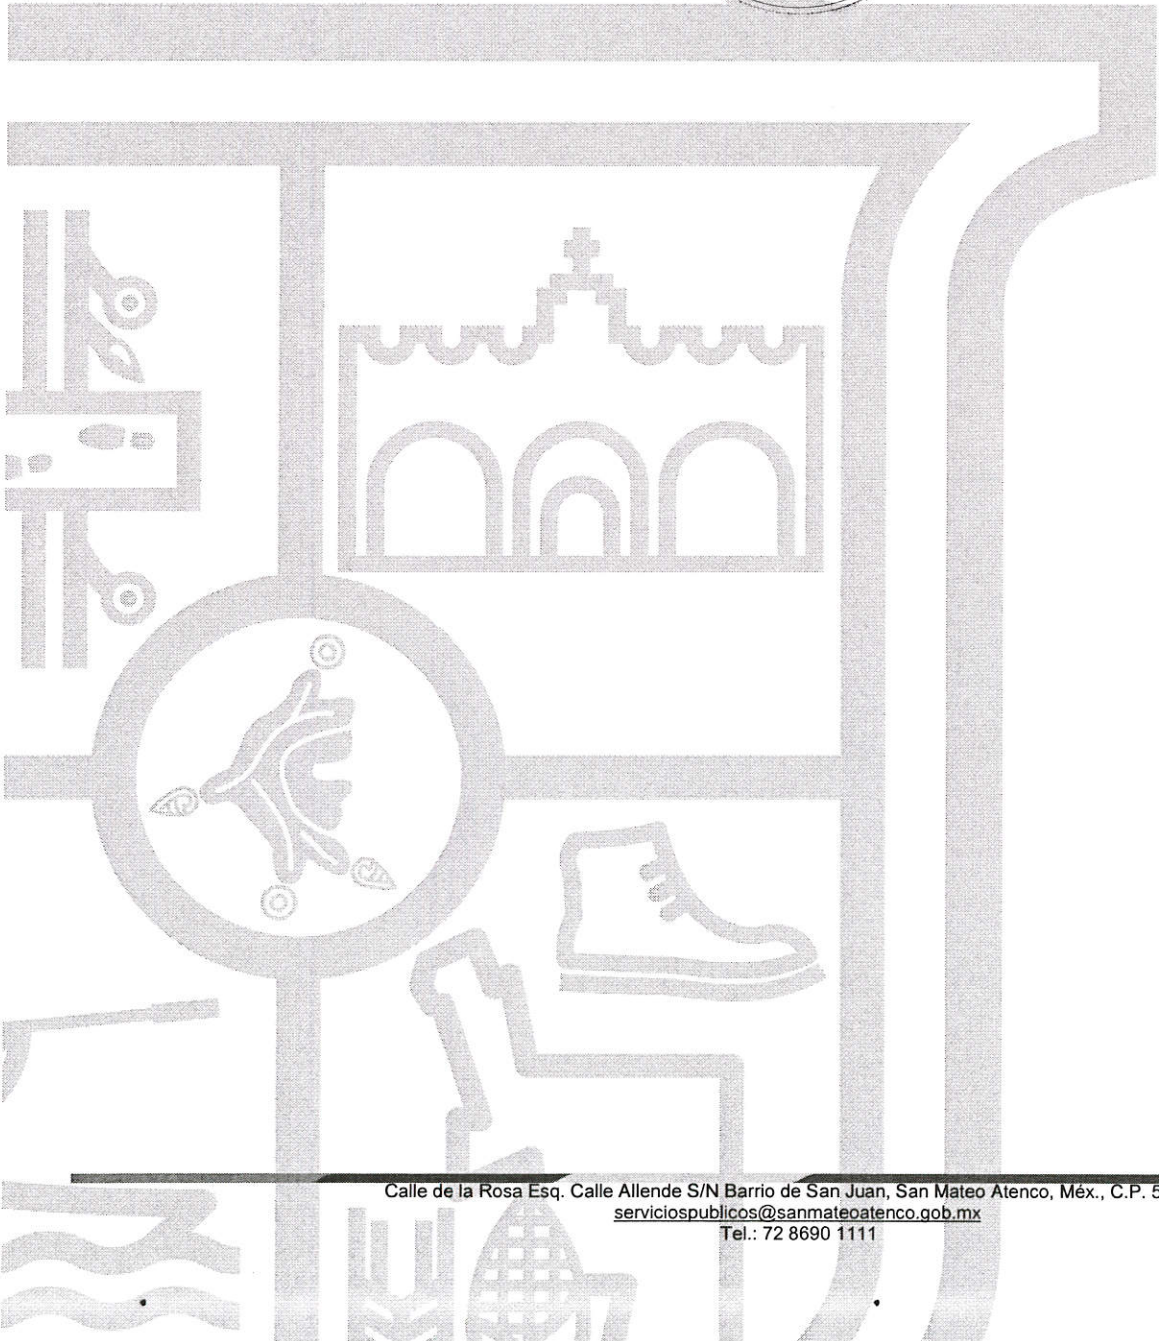 Calle de la Rosa Esq. Calle Allende S/N Barrio de San Juan, San Mateo Atenco, Méx., C.P. 5
serviciospublicos@sanmateoatenco.gob.mx
Tel.: 72 8690 1111